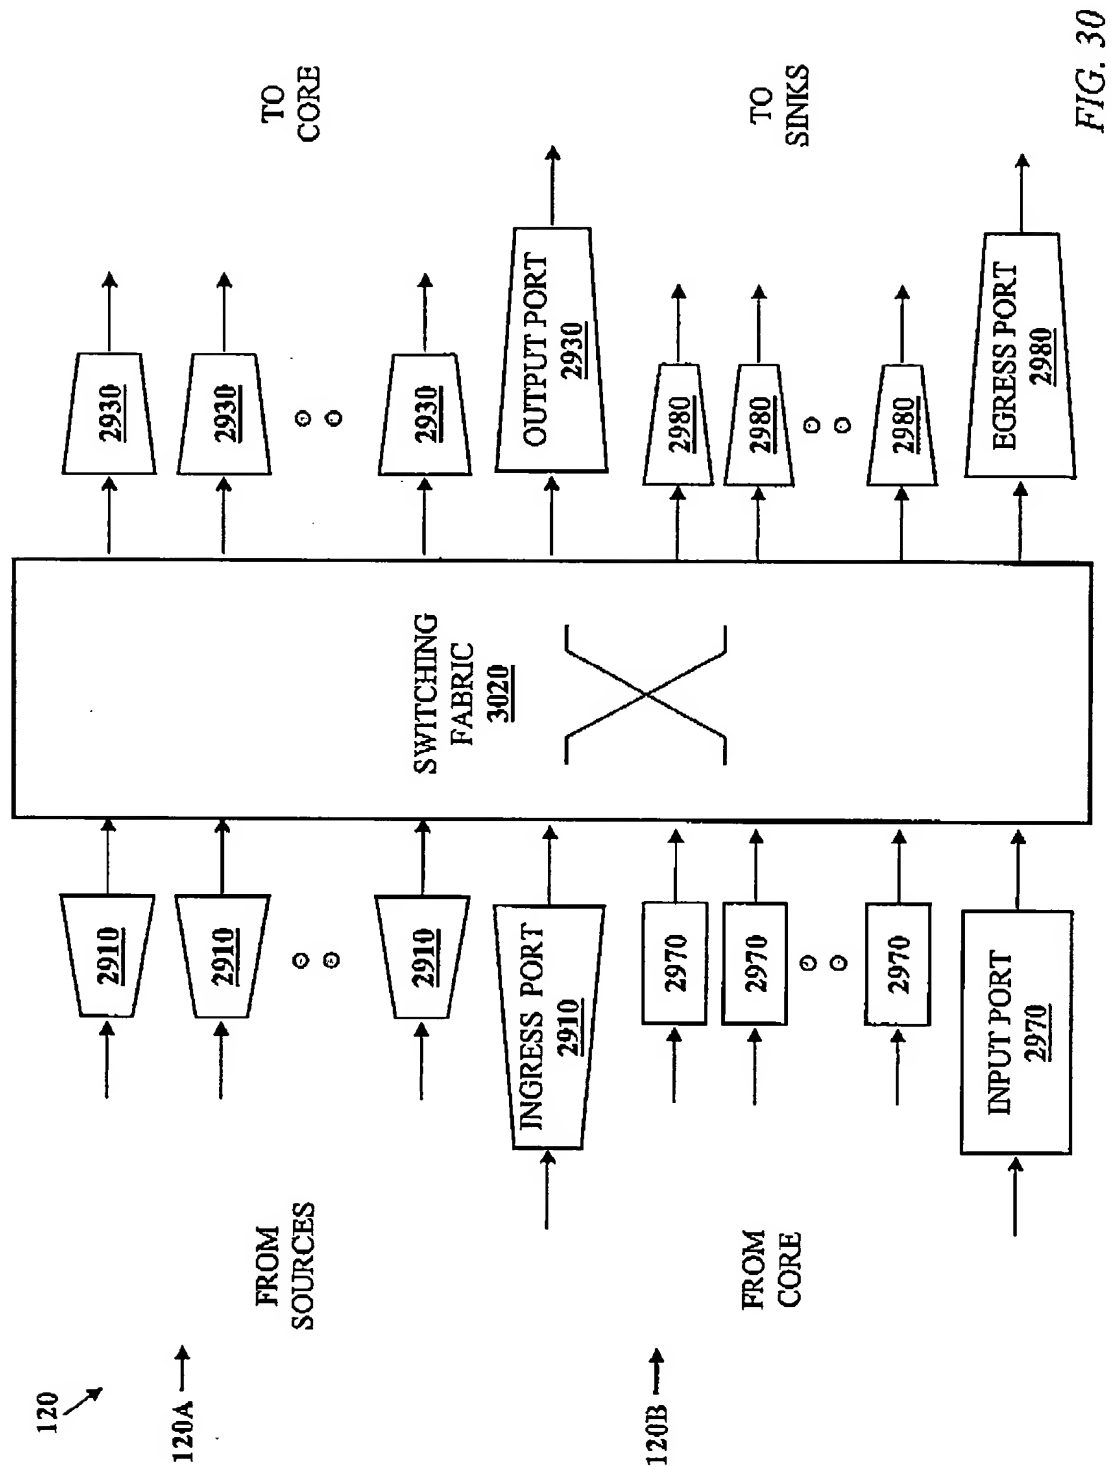 120
120A
FROM
SOURCES
2910
2910
2910
INGRESS PORT
2910
120B
FROM
CORE
2970
2970
2970
INPUT PORT
2970
SWITCHING
FABRIC
3020
2930
2930
2930
OUTPUT PORT
2930
TO
CORE
2980
2980
2980
EGRESS PORT
2980
TO
SINKS
FIG. 30